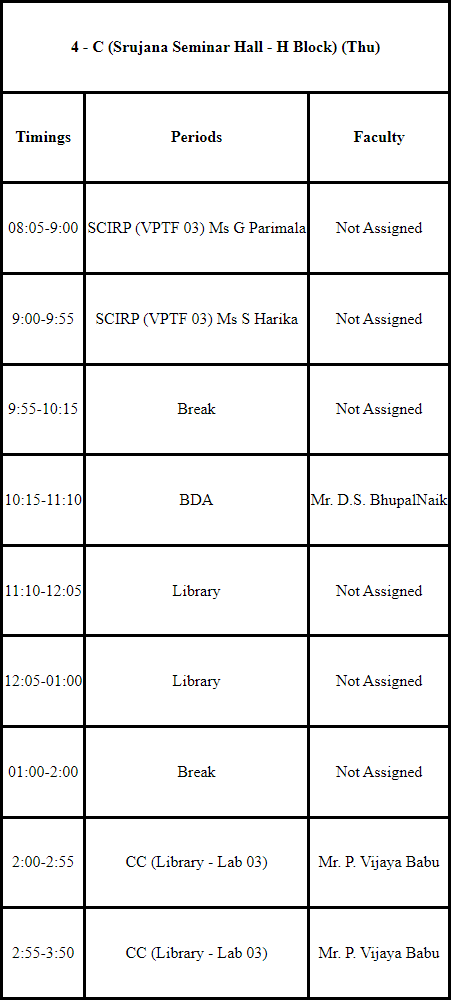 4 - C (Srujana Seminar Hall - H Block) (Thu)
Timings Periods Faculty
08:05-9:00 SCIRP (VPTF 03) Ms G Parimala Not Assigned
9:00-9:55 SCIRP (VPTF 03) Ms S Harika Not Assigned
9:55-10:15 Break Not Assigned
10:15-11:10 BDA Mr. D.S. BhupalNaik
11:10-12:05 Library Not Assigned
12:05-01:00 Library Not Assigned
01:00-2:00 Break Not Assigned
2:00-2:55 CC (Library - Lab 03) Mr. P. Vijaya Babu
2:55-3:50 CC (Library - Lab 03) Mr. P. Vijaya Babu